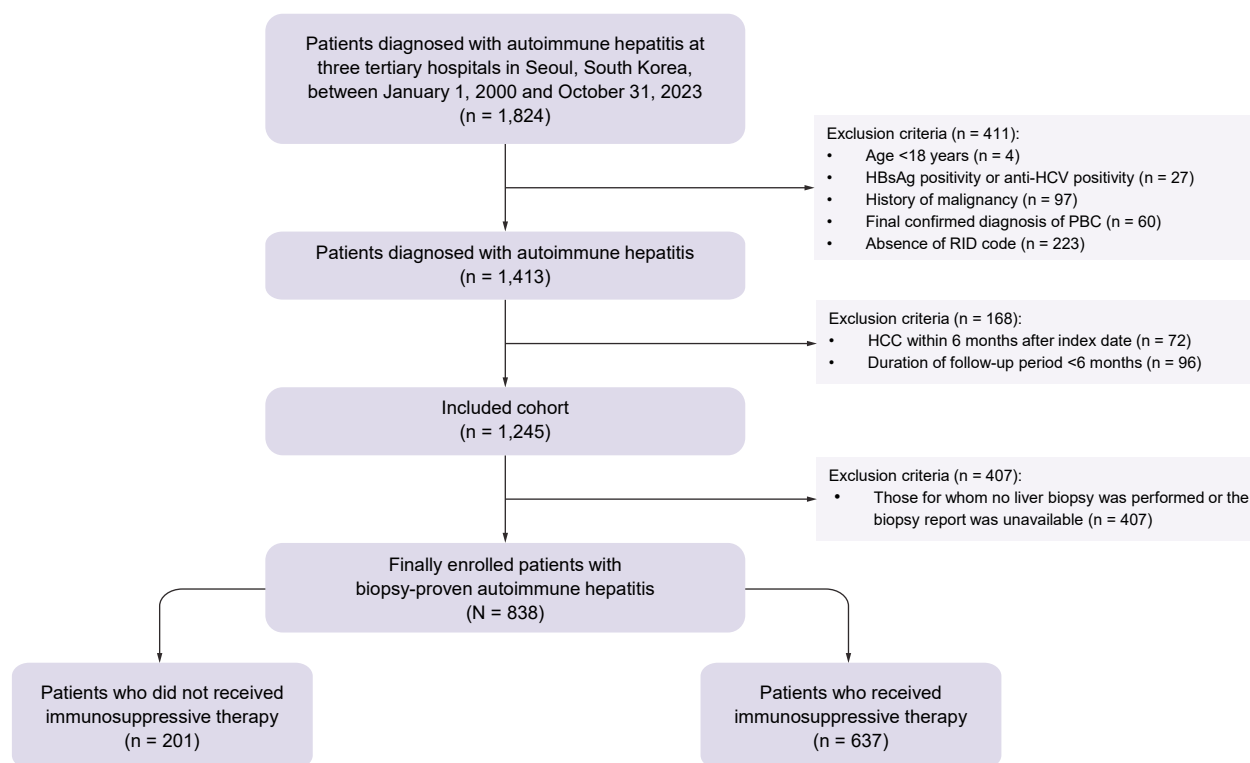 Patients diagnosed with autoimmune hepatitis at
three tertiary hospitals in Seoul, South Korea,
between January 1, 2000 and October 31, 2023
(n = 1,824)
Exclusion criteria (n = 411):
• Age <18 years (n = 4)
• HBsAg positivity or anti-HCV positivity (n = 27)
• History of malignancy (n = 97)
• Final confirmed diagnosis of PBC (n = 60)
• Absence of RID code (n = 223)
Patients diagnosed with autoimmune hepatitis
(n = 1,413)
Exclusion criteria (n = 168):
• HCC within 6 months after index date (n = 72)
• Duration of follow-up period <6 months (n = 96)
Included cohort
(n = 1,245)
Exclusion criteria (n = 407):
• Those for whom no liver biopsy was performed or the
biopsy report was unavailable (n = 407)
Finally enrolled patients with
biopsy-proven autoimmune hepatitis
(N = 838)
Patients who did not received
immunosuppressive therapy
(n = 201)
Patients who received
immunosuppressive therapy
(n = 637)